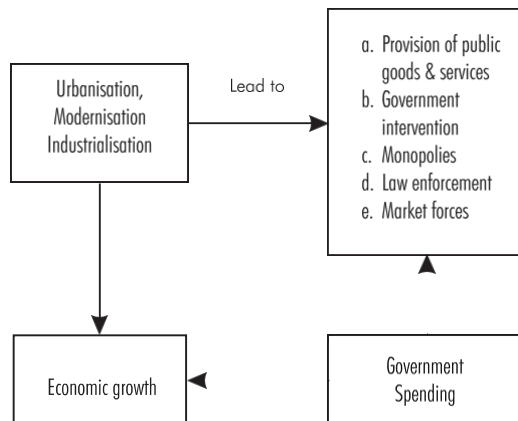 Urbanisation,
Modernisation
Industrialisation
Lead to
a. Provision of public
goods & services
b. Government
intervention
c. Monopolies
d. Law enforcement
e. Market forces
Economic growth
Government
Spending